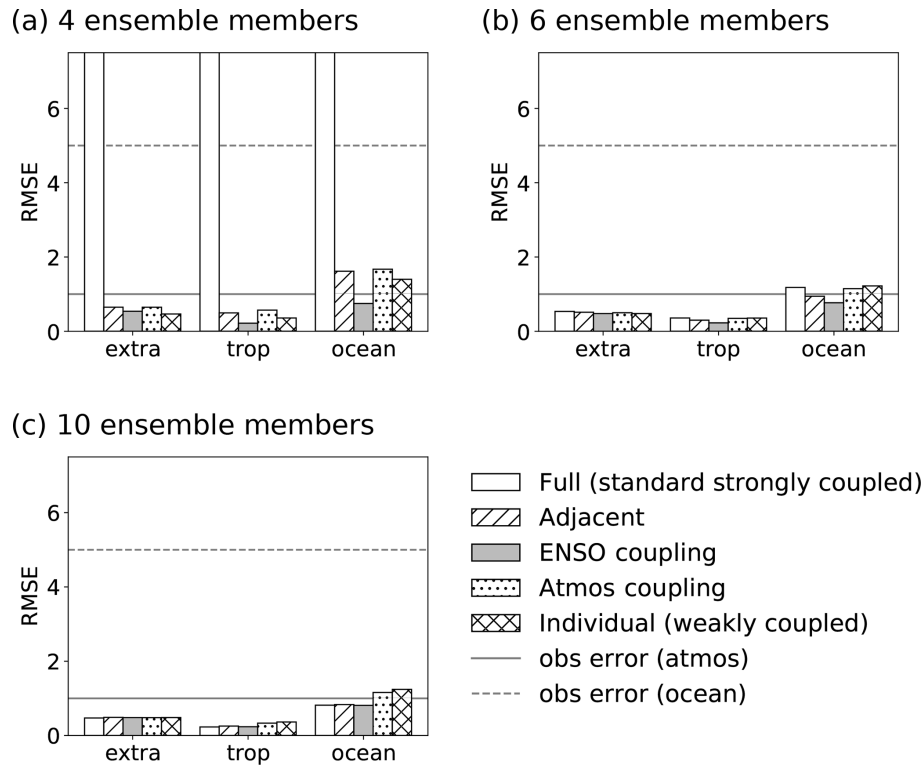 (a) 4 ensemble members
(b) 6 ensemble members
RMSE
6
4
2
0
extra
trop
ocean
RMSE
6
4
2
0
extra
trop
ocean
(c) 10 ensemble members
RMSE
6
4
2
0
extra
trop
ocean
Full (standard strongly coupled)
Adjacent
ENSO coupling
Atmos coupling
Individual (weakly coupled)
obs error (atmos)
obs error (ocean)